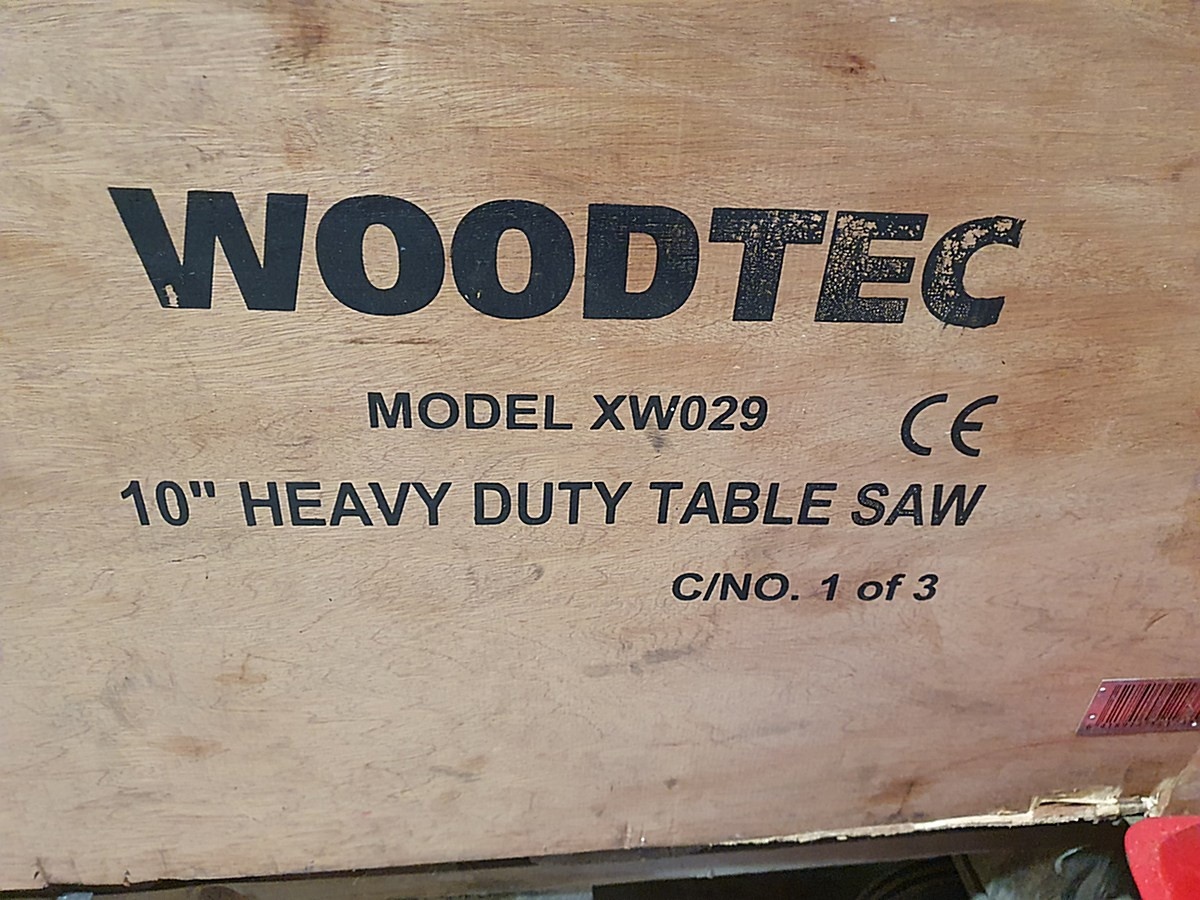 WOODTEC
MODEL XW029
CE
10" HEAVY DUTY TABLE SAW
C/NO. 1 of 3